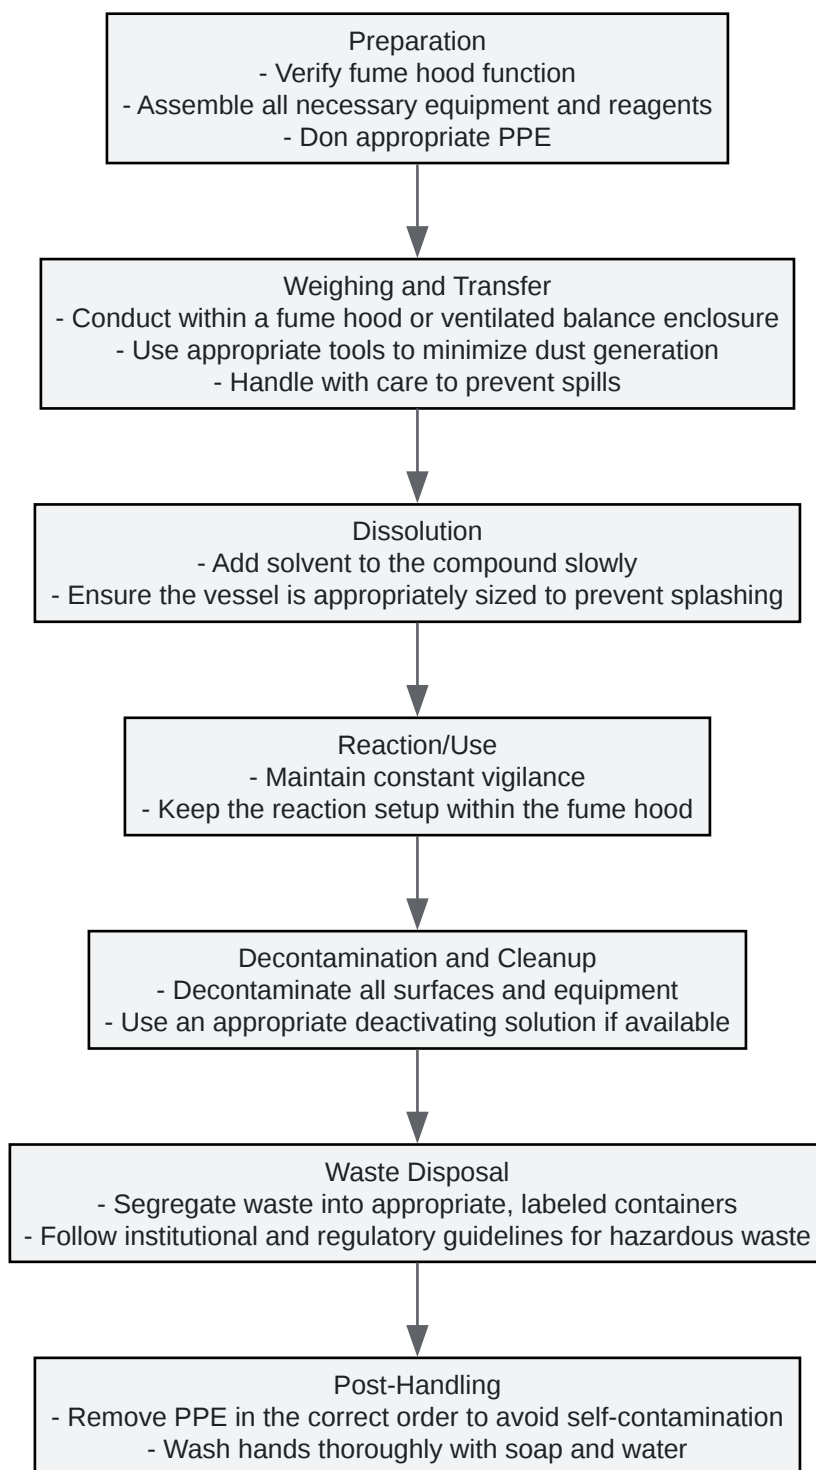 Preparation
- Verify fume hood function
- Assemble all necessary equipment and reagents
- Don appropriate PPE
Weighing and Transfer
- Conduct within a fume hood or ventilated balance enclosure
- Use appropriate tools to minimize dust generation
- Handle with care to prevent spills
Dissolution
- Add solvent to the compound slowly
- Ensure the vessel is appropriately sized to prevent splashing
Reaction/Use
- Maintain constant vigilance
- Keep the reaction setup within the fume hood
Decontamination and Cleanup
- Decontaminate all surfaces and equipment
- Use an appropriate deactivating solution if available
Waste Disposal
- Segregate waste into appropriate, labeled containers
- Follow institutional and regulatory guidelines for hazardous waste
Post-Handling
- Remove PPE in the correct order to avoid self-contamination
- Wash hands thoroughly with soap and water